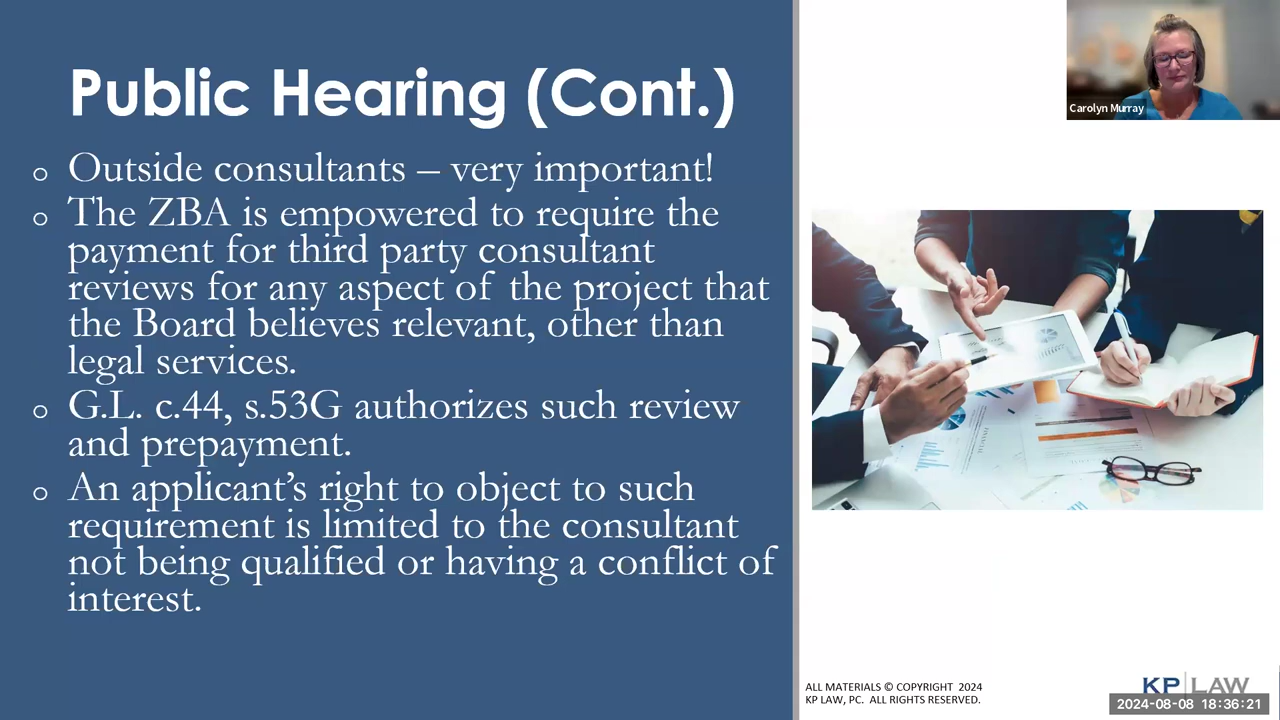 Public Hearing (Cont.)
Outside consultants – very important!
The ZBA is empowered to require the
payment for third party consultant
reviews for any aspect of the project that
the Board believes relevant, other than
legal services.
G.L. c.44, s.53G authorizes such review
and prepayment.
An applicant's right to object to such
requirement is limited to the consultant
not being qualified or having a conflict of
interest.
Carolyn Murray
ALL MATERIALS © COPYRIGHT 2024
KP LAW, PC. ALL RIGHTS RESERVED.
KP LAW
2024-08-08 18:36:21